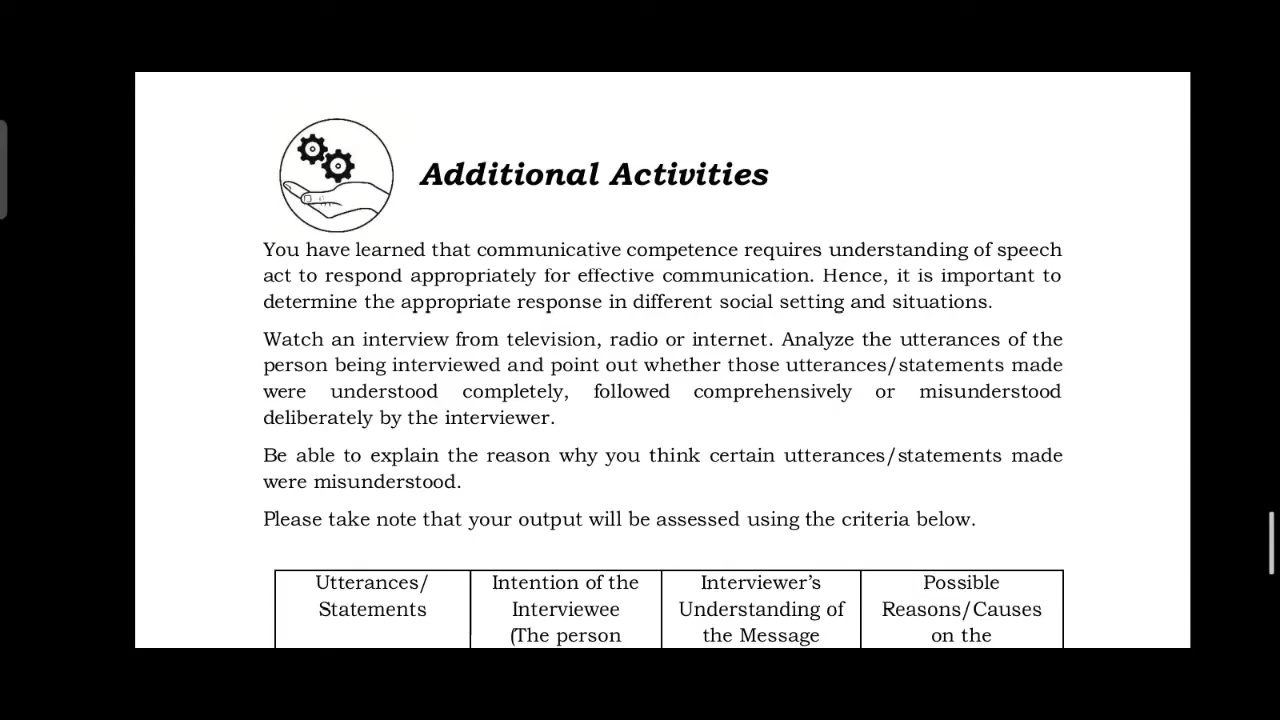 Additional Activities
You have learned that communicative competence requires understanding of speech
act to respond appropriately for effective communication. Hence, it is important to
determine the appropriate response in different social setting and situations.
Watch an interview from television, radio or internet. Analyze the utterances of the
person being interviewed and point out whether those utterances/statements made
were understood completely, followed comprehensively or misunderstood
deliberately by the interviewer.
Be able to explain the reason why you think certain utterances/statements made
were misunderstood.
Please take note that your output will be assessed using the criteria below.
Utterances/
Statements
Intention of the
Interviewee
(The person
Interviewer's
Understanding of
the Message
Possible
Reasons/Causes
on the